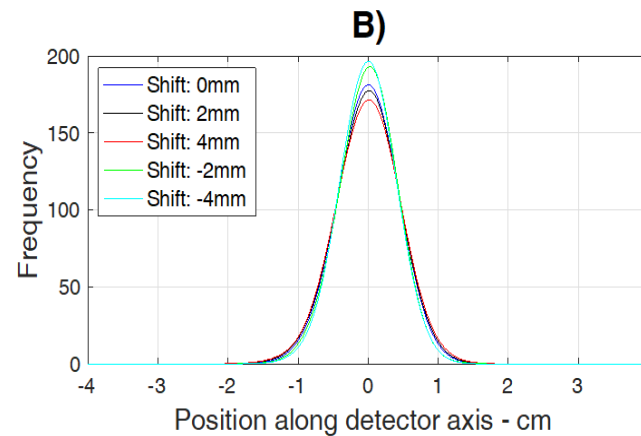 B)
200
150
100
50
0
Frequency
Shift: 0mm
Shift: 2mm
Shift: 4mm
Shift: -2mm
Shift: -4mm
-4 -3 -2 -1 0 1 2 3
Position along detector axis - cm